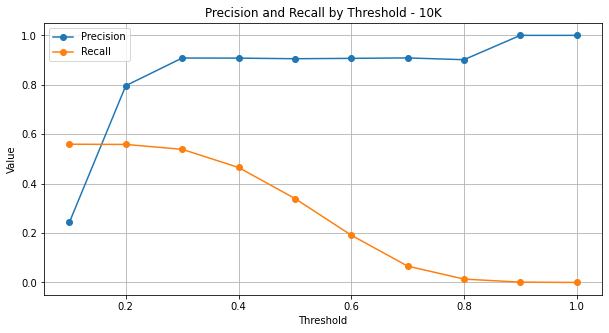 Precision and Recall by Threshold - 10K
Precision
Recall
Value
1.0
0.8
0.6
0.4
0.2
0.0
0.2 0.4 0.6 0.8 1.0
Threshold